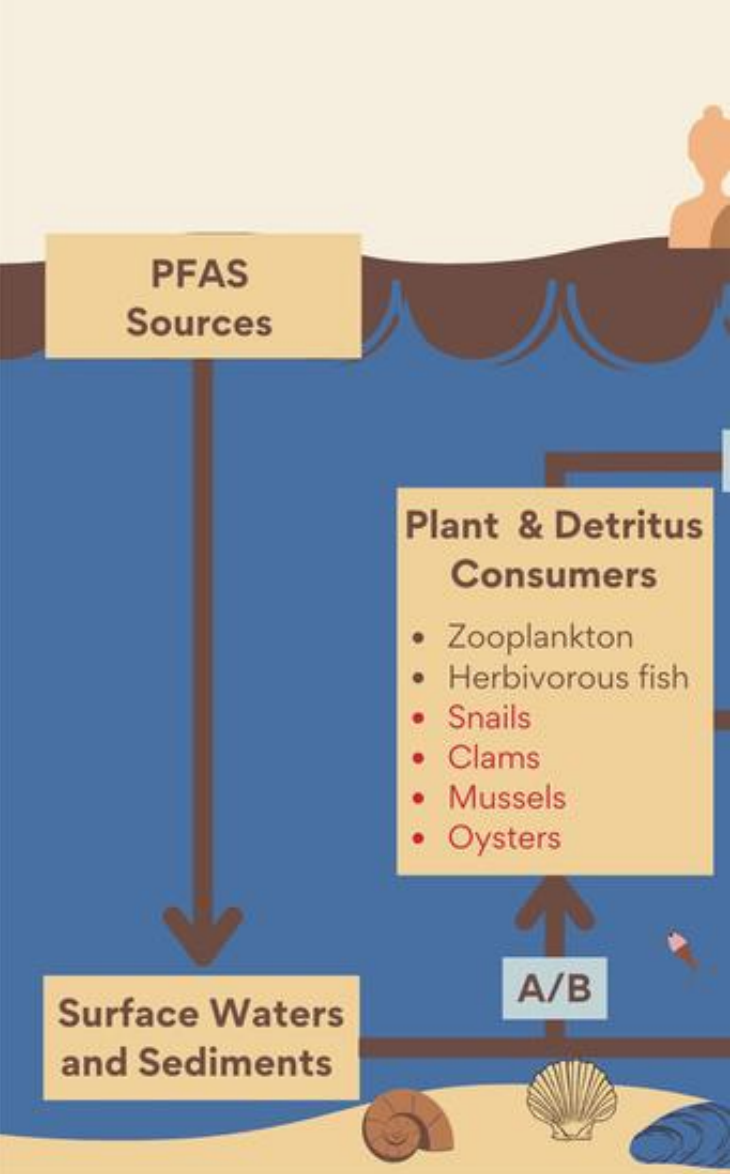 PFAS
Sources
Plant & Detritus
Consumers
• Zooplankton
• Herbivorous fish
• Snails
• Clams
• Mussels
• Oysters
A/B
Surface Waters
and Sediments